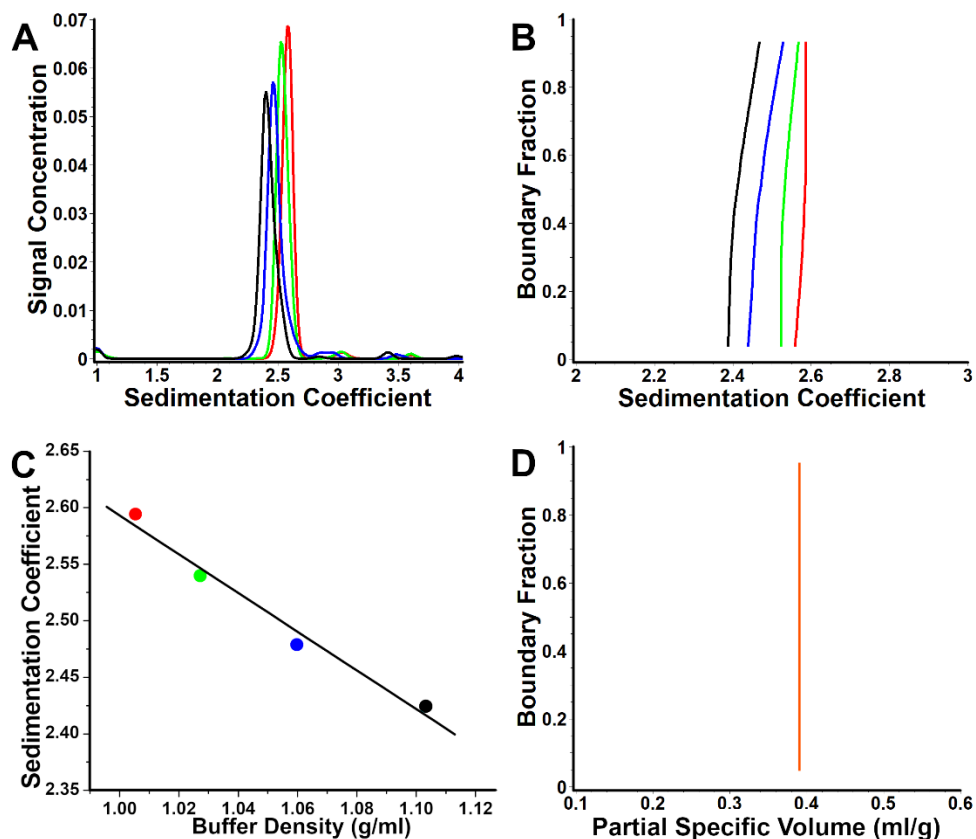 A
Signal Concentration
0.07
0.06
0.05
0.04
0.03
0.02
0.01
0
1 1.5 2 2.5 3 3.5 4
Sedimentation Coefficient
B
Boundary Fraction
1
0.8
0.6
0.4
0.2
0
2 2.2 2.4 2.6 2.8 3
Sedimentation Coefficient
C
Sedimentation Coefficient
2.65
2.60
2.55
2.50
2.45
2.40
2.35
1.00 1.02 1.04 1.06 1.08 1.10 1.12
Buffer Density (g/ml)
D
Boundary Fraction
1
0.8
0.6
0.4
0.2
0
0.1 0.2 0.3 0.4 0.5 0.6
Partial Specific Volume (ml/g)